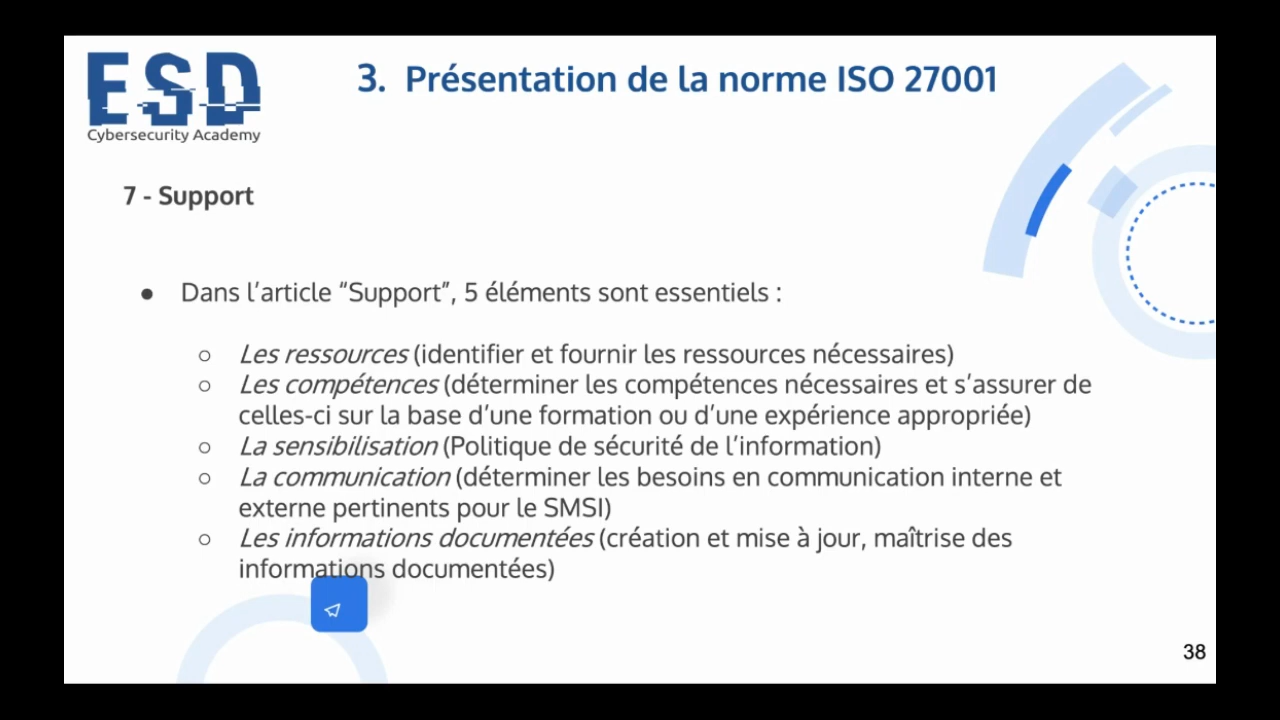 ESD
Cybersecurity Academy
3. Présentation de la norme ISO 27001
7 - Support
● Dans l’article “Support”, 5 éléments sont essentiels :
○ Les ressources (identifier et fournir les ressources nécessaires)
○ Les compétences (déterminer les compétences nécessaires et s’assurer de
celles-ci sur la base d’une formation ou d’une expérience appropriée)
○ La sensibilisation (Politique de sécurité de l’information)
○ La communication (déterminer les besoins en communication interne et
externe pertinents pour le SMSI)
○ Les informations documentées (création et mise à jour, maîtrise des
informations documentées)
38